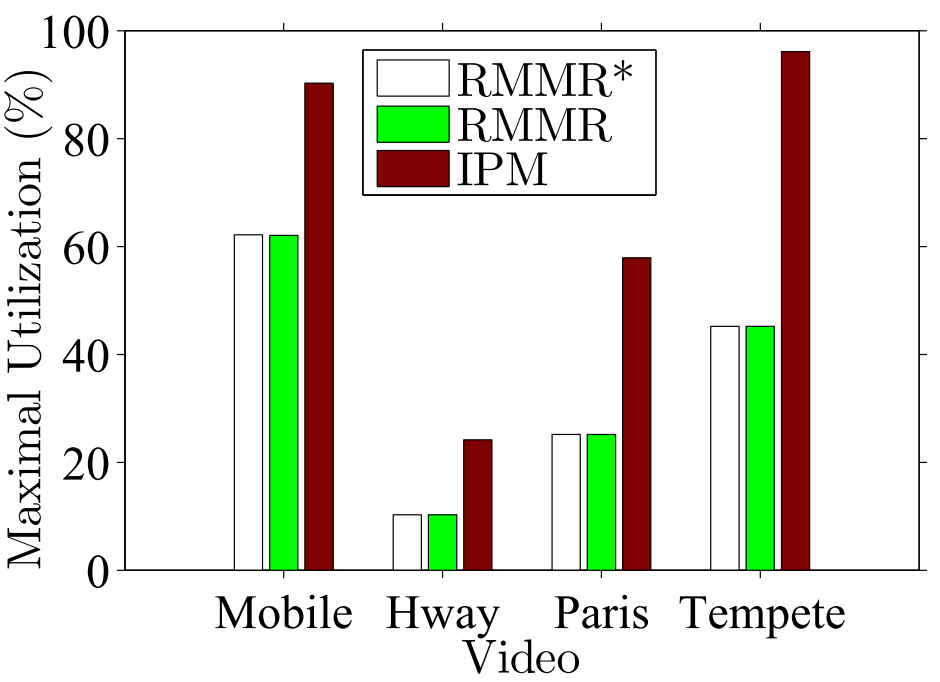 Maximal Utilization (%)
100
80
60
40
20
0
RMMR*
RMMR
IPM
Mobile Hway Paris Tempete
Video